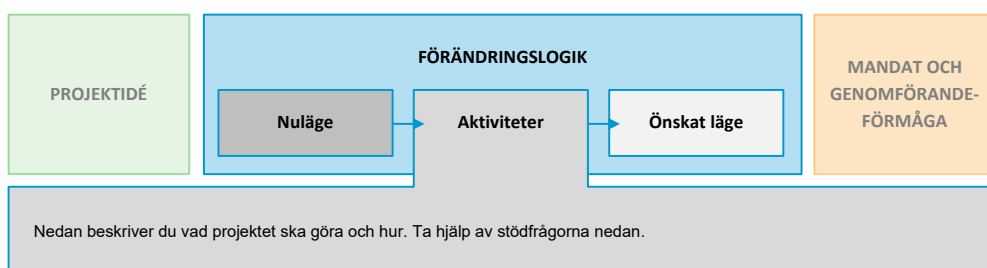 PROJEKTIDÉ
FÖRÄNDRINGSLOGIK
Nuläge
Aktiviteter
Önskat läge
MANDAT OCH
GENOMFÖRANDE-
FÖRMÅGA
Nedan beskriver du vad projektet ska göra och hur. Ta hjälp av stödfrågorna nedan.